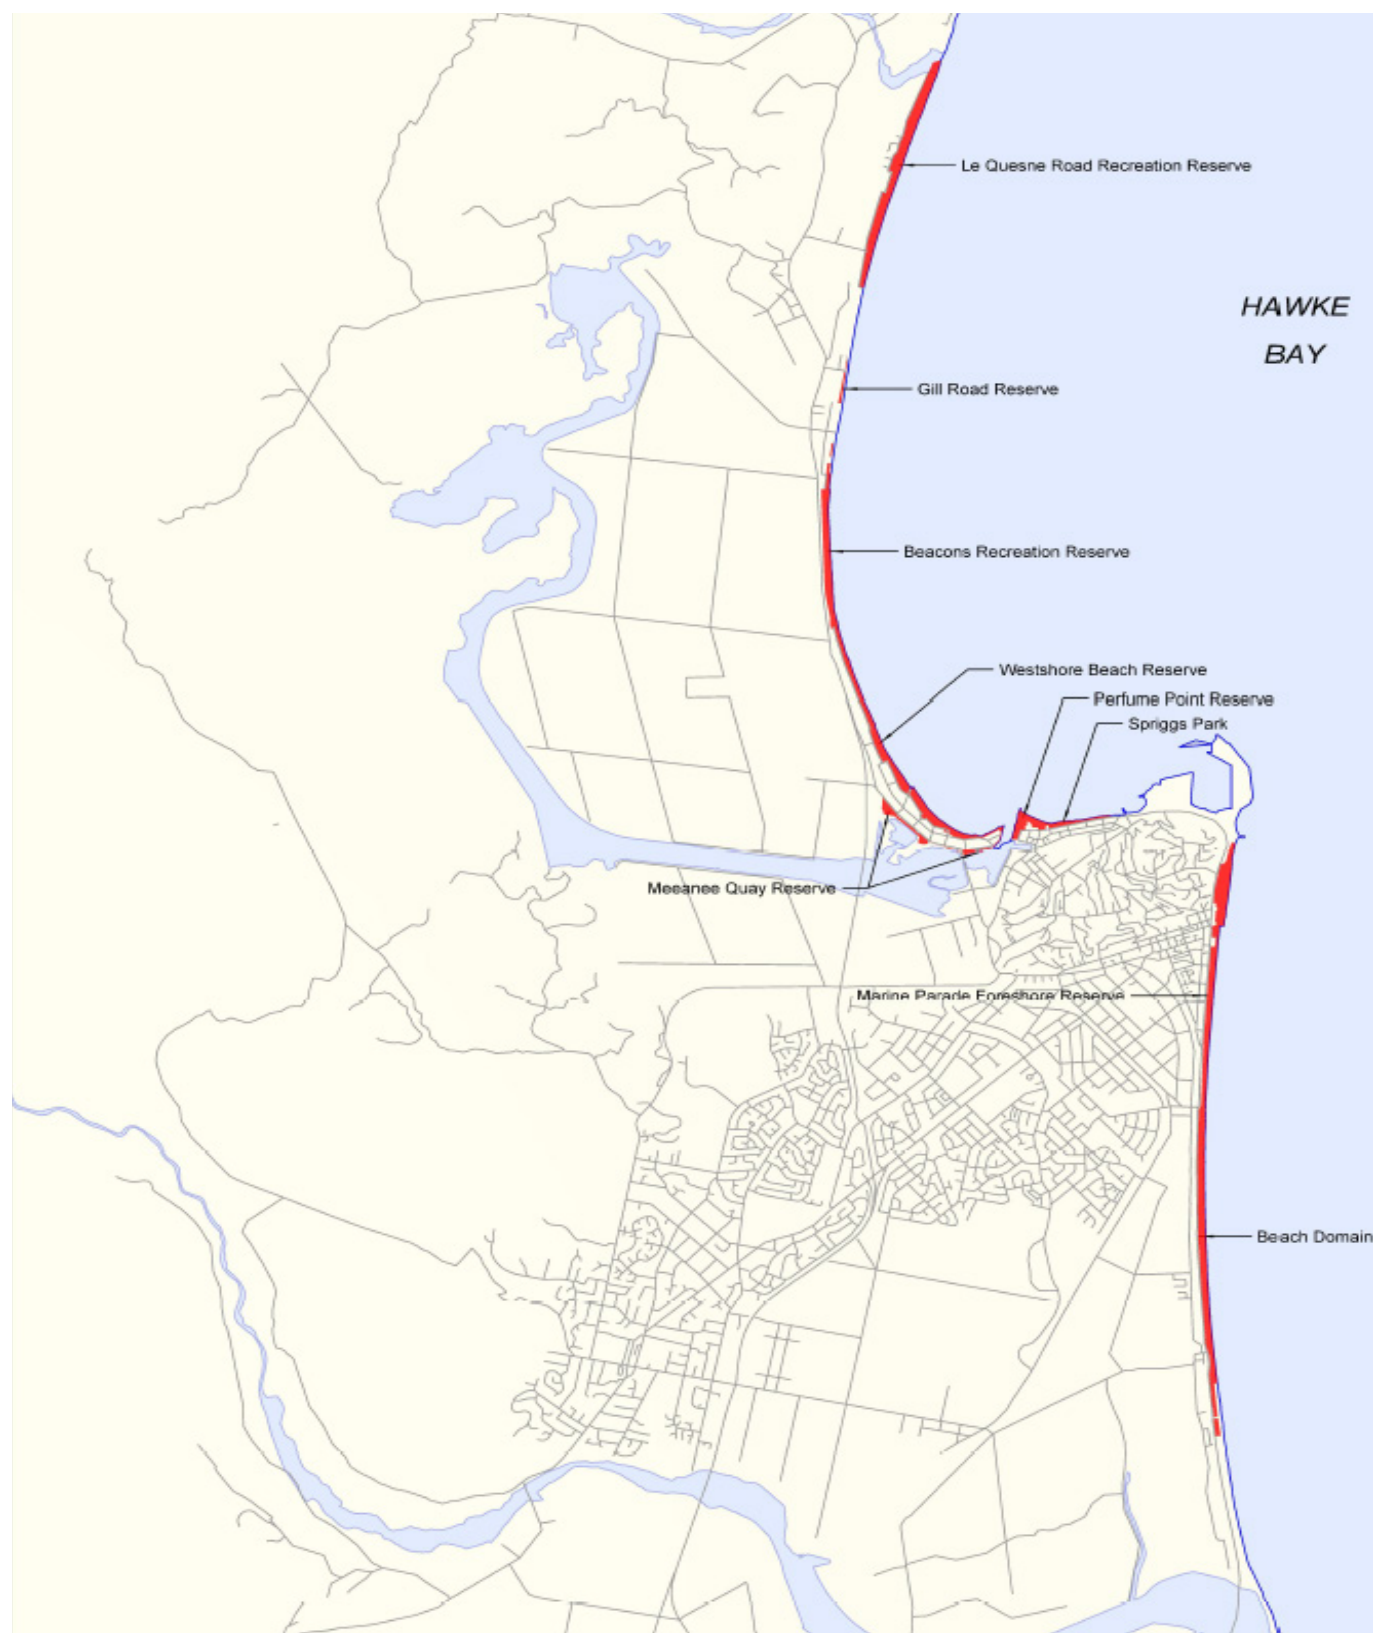 Le Quesne Road Recreation Reserve
HAWKE
BAY
Gill Road Reserve
Beacons Recreation Reserve
Westshore Beach Reserve
Perfume Point Reserve
Spriggs Park
Meeanee Quay Reserve
Marine Parade Foreshore Reserve
Beach Domain